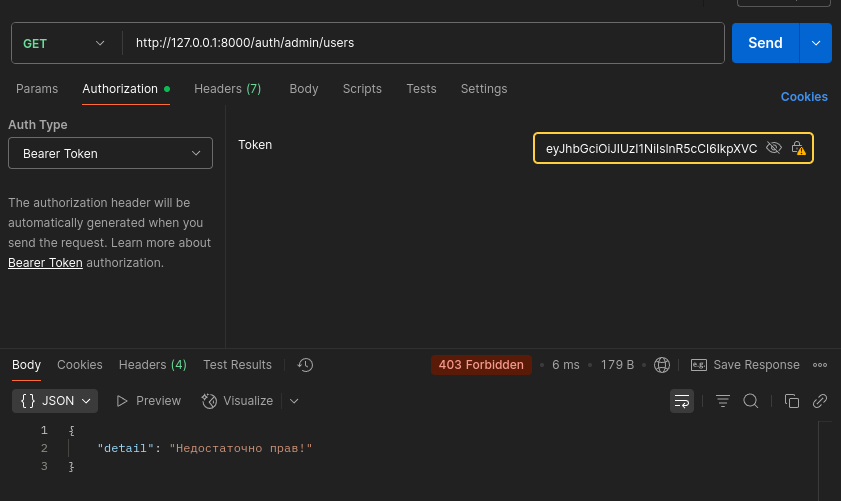 GET
http://127.0.0.1:8000/auth/admin/users
Send
Params
Authorization
Headers (7)
Body
Scripts
Tests
Settings
Cookies
Auth Type
Bearer Token
The authorization header will be
automatically generated when you
send the request. Learn more about
Bearer Token authorization.
Token
eyJhbGciOiJIUzI1NiIsInR5cCI6IkpXVC
Body
Cookies
Headers (4)
Test Results
403 Forbidden
6 ms
179 B
e.g.
Save Response
{} JSON
Preview
Visualize
1 {
2 "detail": "Недостаточно прав!"
3 }